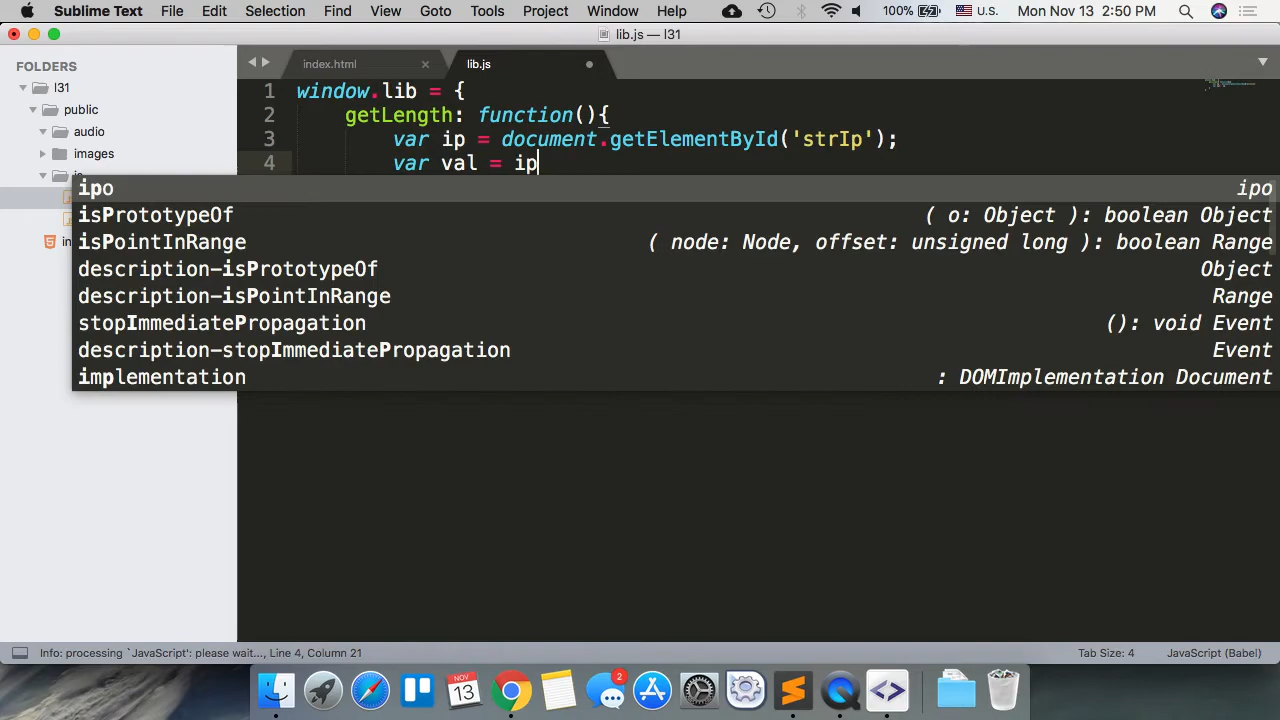 Sublime Text File Edit Selection Find View Goto Tools Project Window Help 100% U.S. Mon Nov 13 2:50 PM
lib.js — l31
FOLDERS
l31
public
audio
images
index.html
lib.js
1 window.lib = {
2 getLength: function(){
3 var ip = document.getElementById('strIp');
4 var val = ip
ipo ipo
isPrototypeOf ( o: Object ): boolean Object
isPointInRange ( node: Node, offset: unsigned long ): boolean Range
description-isPrototypeOf Object
description-isPointInRange Range
stopImmediatePropagation (): void Event
description-stopImmediatePropagation Event
implementation : DOMImplementation Document
Info: processing `JavaScript': please wait..., Line 4, Column 21
Tab Size: 4
JavaScript (Babel)
NOV
13
2